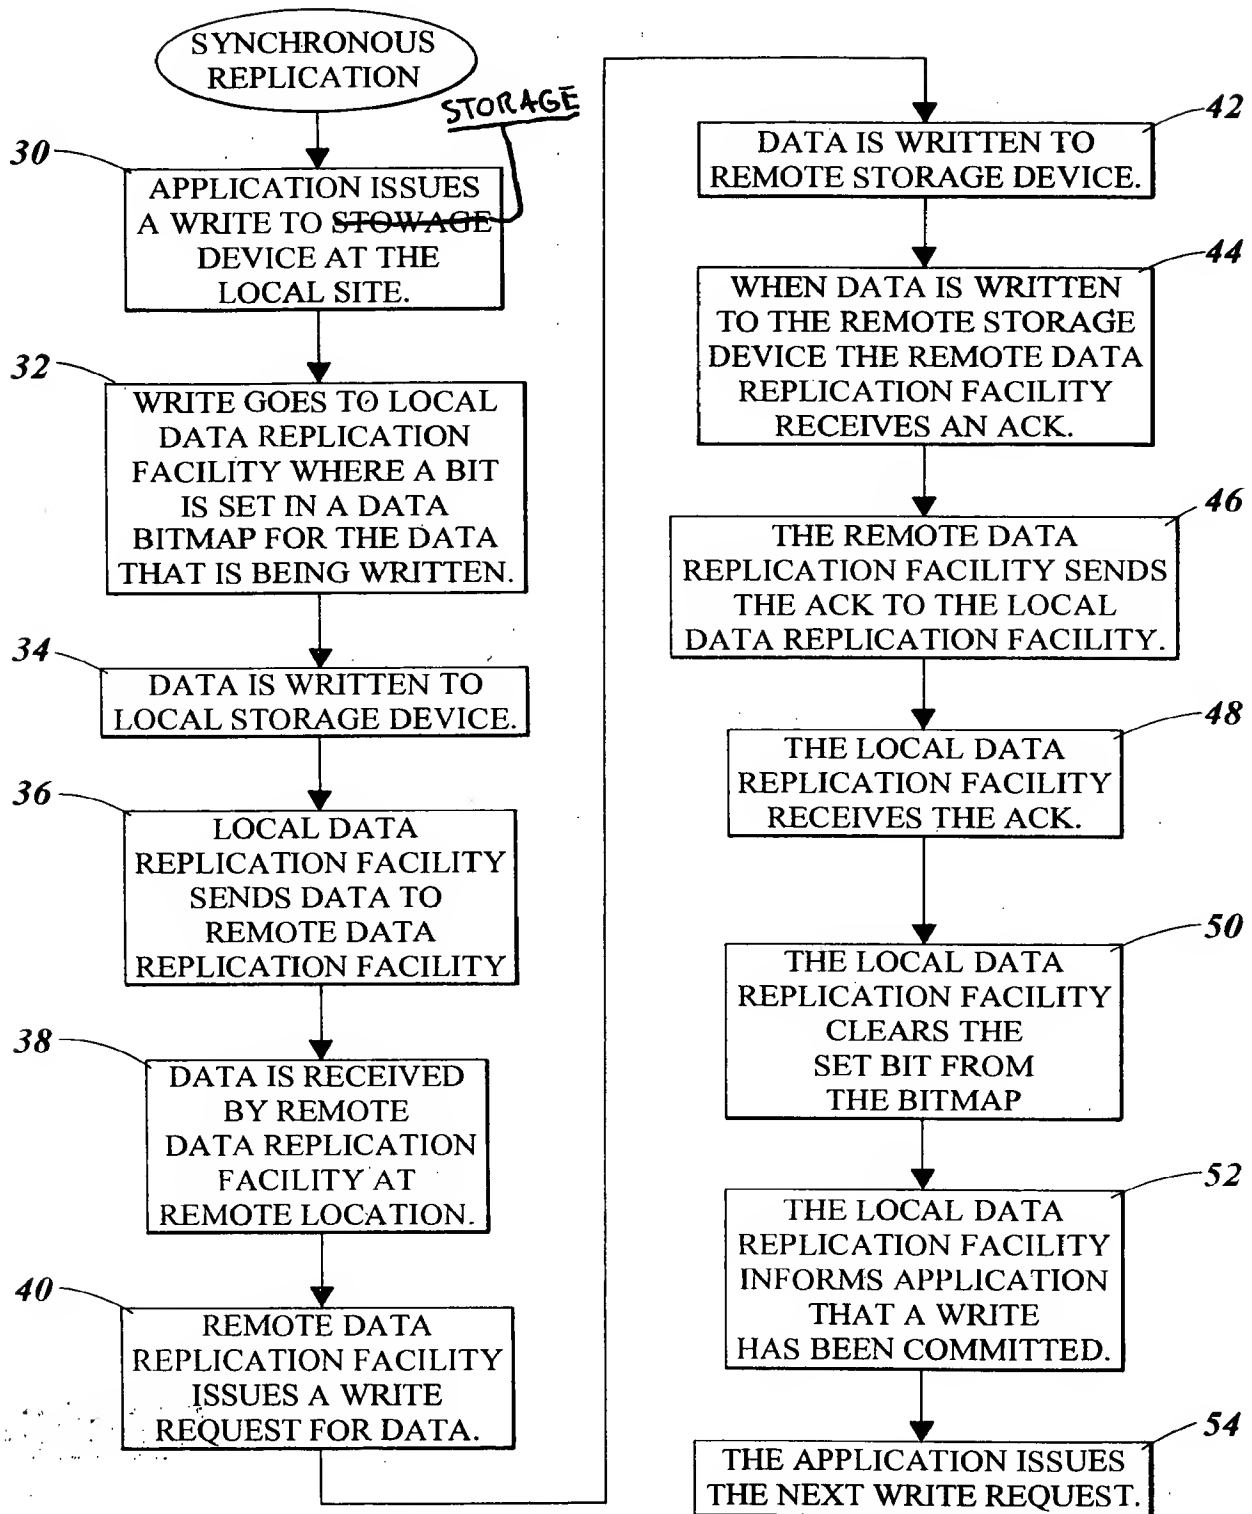 SYNCHRONOUS
REPLICATION
STORAGE
30
APPLICATION ISSUES
A WRITE TO STOWAGE
DEVICE AT THE
LOCAL SITE.
32
WRITE GOES TO LOCAL
DATA REPLICATION
FACILITY WHERE A BIT
IS SET IN A DATA
BITMAP FOR THE DATA
THAT IS BEING WRITTEN.
34
DATA IS WRITTEN TO
LOCAL STORAGE DEVICE.
36
LOCAL DATA
REPLICATION FACILITY
SENDS DATA TO
REMOTE DATA
REPLICATION FACILITY
38
DATA IS RECEIVED
BY REMOTE
DATA REPLICATION
FACILITY AT
REMOTE LOCATION.
40
REMOTE DATA
REPLICATION FACILITY
ISSUES A WRITE
REQUEST FOR DATA.
42
DATA IS WRITTEN TO
REMOTE STORAGE DEVICE.
44
WHEN DATA IS WRITTEN
TO THE REMOTE STORAGE
DEVICE THE REMOTE DATA
REPLICATION FACILITY
RECEIVES AN ACK.
46
THE REMOTE DATA
REPLICATION FACILITY SENDS
THE ACK TO THE LOCAL
DATA REPLICATION FACILITY.
48
THE LOCAL DATA
REPLICATION FACILITY
RECEIVES THE ACK.
50
THE LOCAL DATA
REPLICATION FACILITY
CLEARS THE
SET BIT FROM
THE BITMAP
52
THE LOCAL DATA
REPLICATION FACILITY
INFORMS APPLICATION
THAT A WRITE
HAS BEEN COMMITTED.
54
THE APPLICATION ISSUES
THE NEXT WRITE REQUEST.